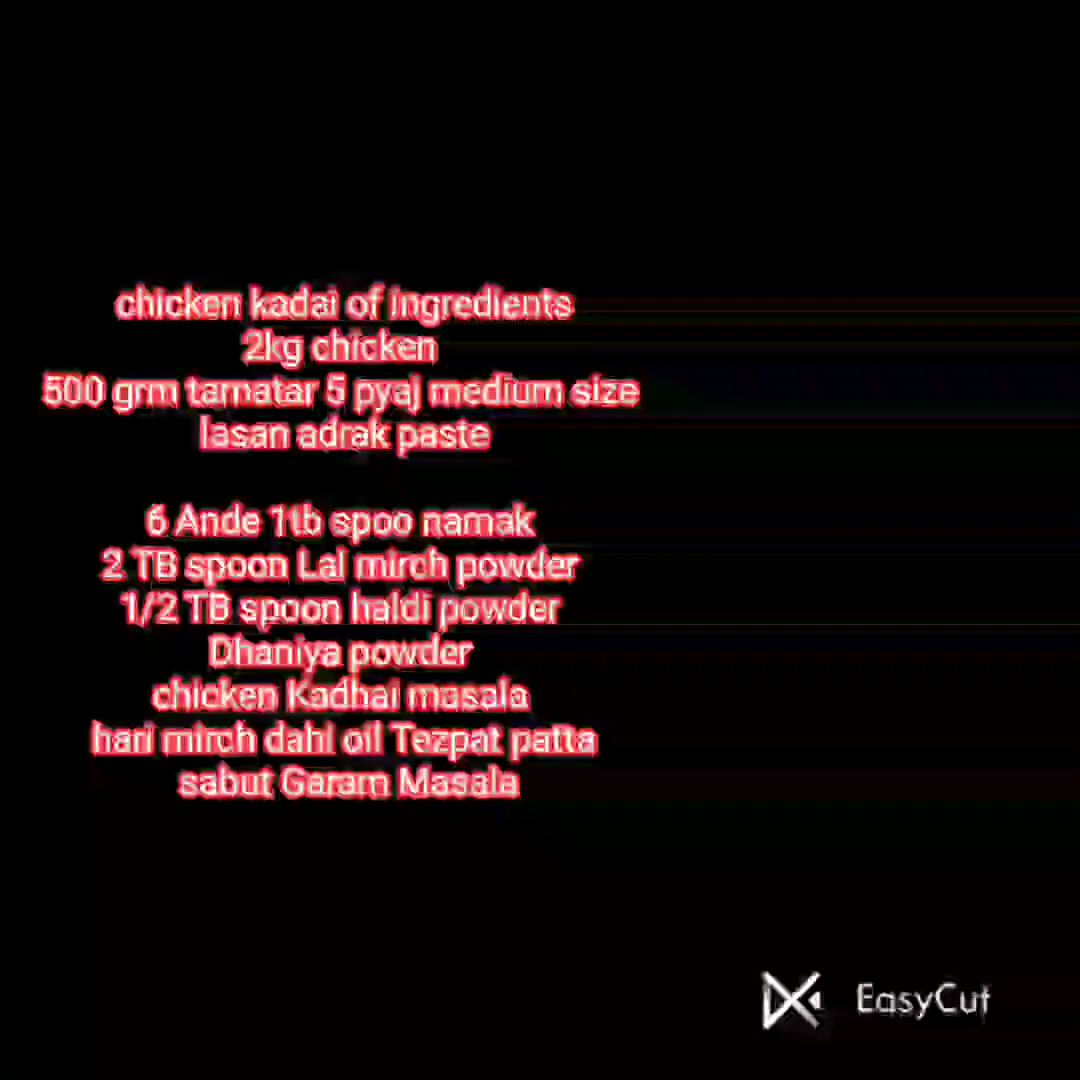 chicken kadai of ingredients
2kg chicken
500 grm tamatar 5 pyaj medium size
lasan adrak paste
6 Ande 1tb spoo namak
2 TB spoon Lal mirch powder
1/2 TB spoon haldi powder
Dhaniya powder
chicken Kadhai masala
hari mirch dahi oil Tezpat patta
sabut Garam Masala
EasyCut